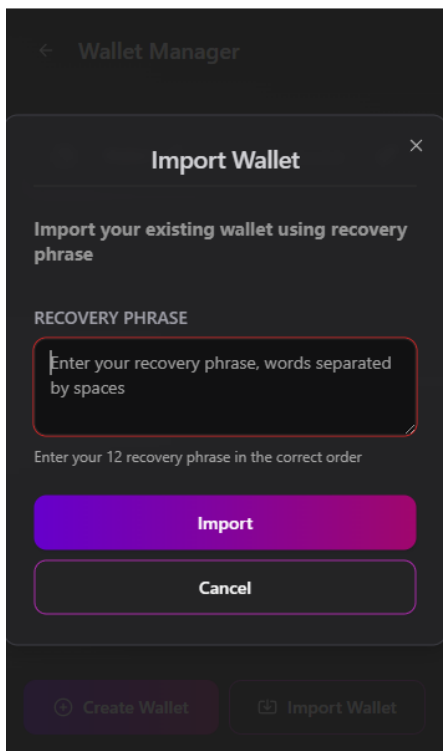 Wallet Manager
Import Wallet
Import your existing wallet using recovery
phrase
RECOVERY PHRASE
Enter your recovery phrase, words separated
by spaces
Enter your 12 recovery phrase in the correct order
Import
Cancel
Create Wallet
Import Wallet